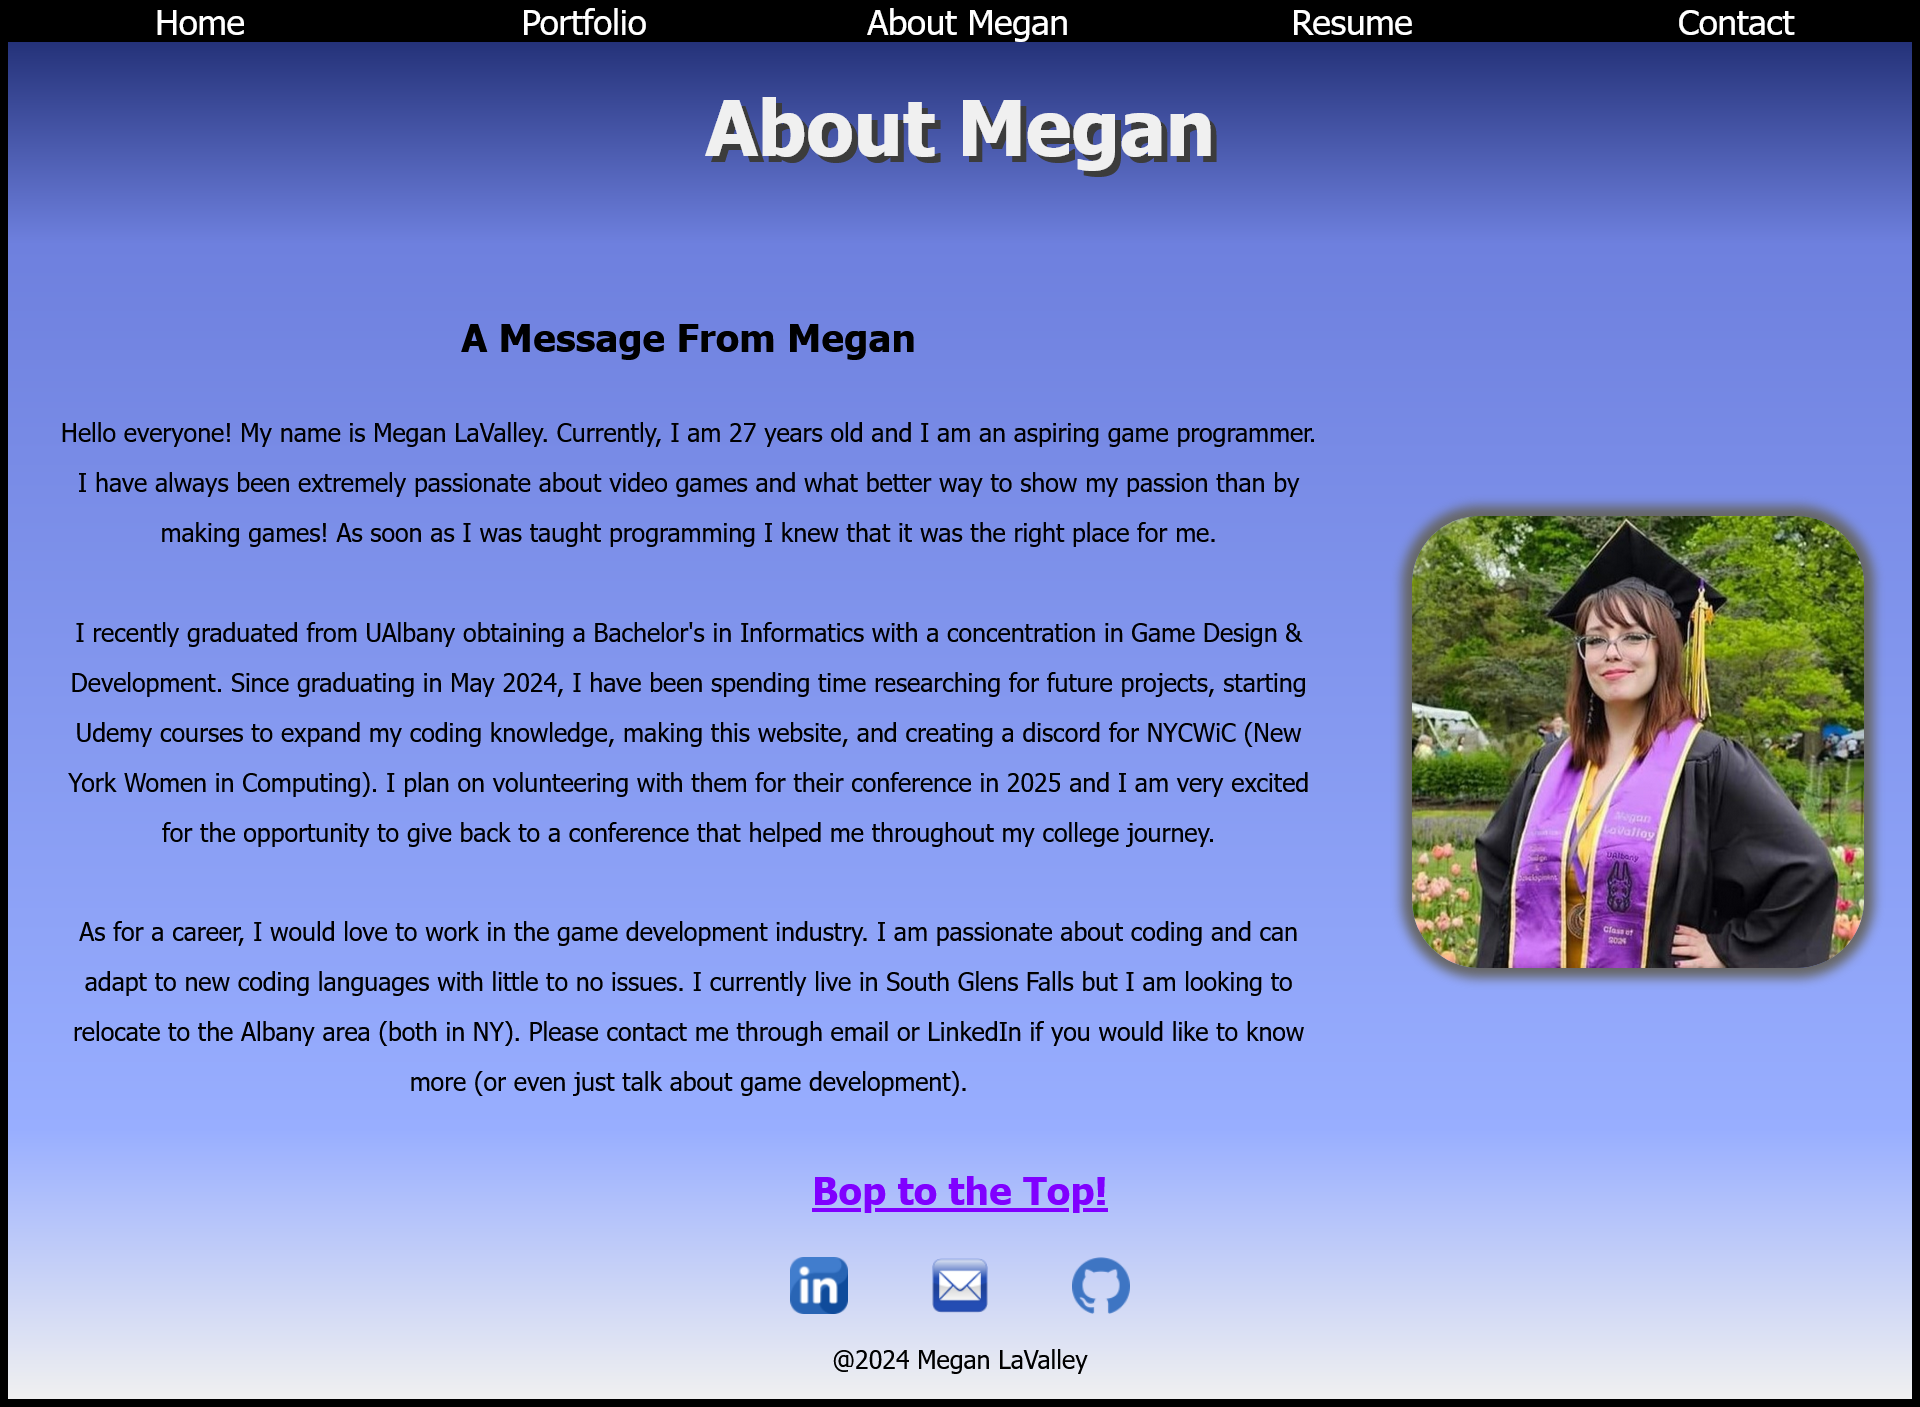 Home Portfolio About Megan Resume Contact
About Megan
A Message From Megan
Hello everyone! My name is Megan LaValley. Currently, I am 27 years old and I am an aspiring game programmer.
I have always been extremely passionate about video games and what better way to show my passion than by
making games! As soon as I was taught programming I knew that it was the right place for me.
I recently graduated from UAlbany obtaining a Bachelor's in Informatics with a concentration in Game Design &
Development. Since graduating in May 2024, I have been spending time researching for future projects, starting
Udemy courses to expand my coding knowledge, making this website, and creating a discord for NYCWiC (New
York Women in Computing). I plan on volunteering with them for their conference in 2025 and I am very excited
for the opportunity to give back to a conference that helped me throughout my college journey.
As for a career, I would love to work in the game development industry. I am passionate about coding and can
adapt to new coding languages with little to no issues. I currently live in South Glens Falls but I am looking to
relocate to the Albany area (both in NY). Please contact me through email or LinkedIn if you would like to know
more (or even just talk about game development).
Megan
LaValley
UAlbany
Class of
2024
Design
&
Development
Bop to the Top!
in
@2024 Megan LaValley